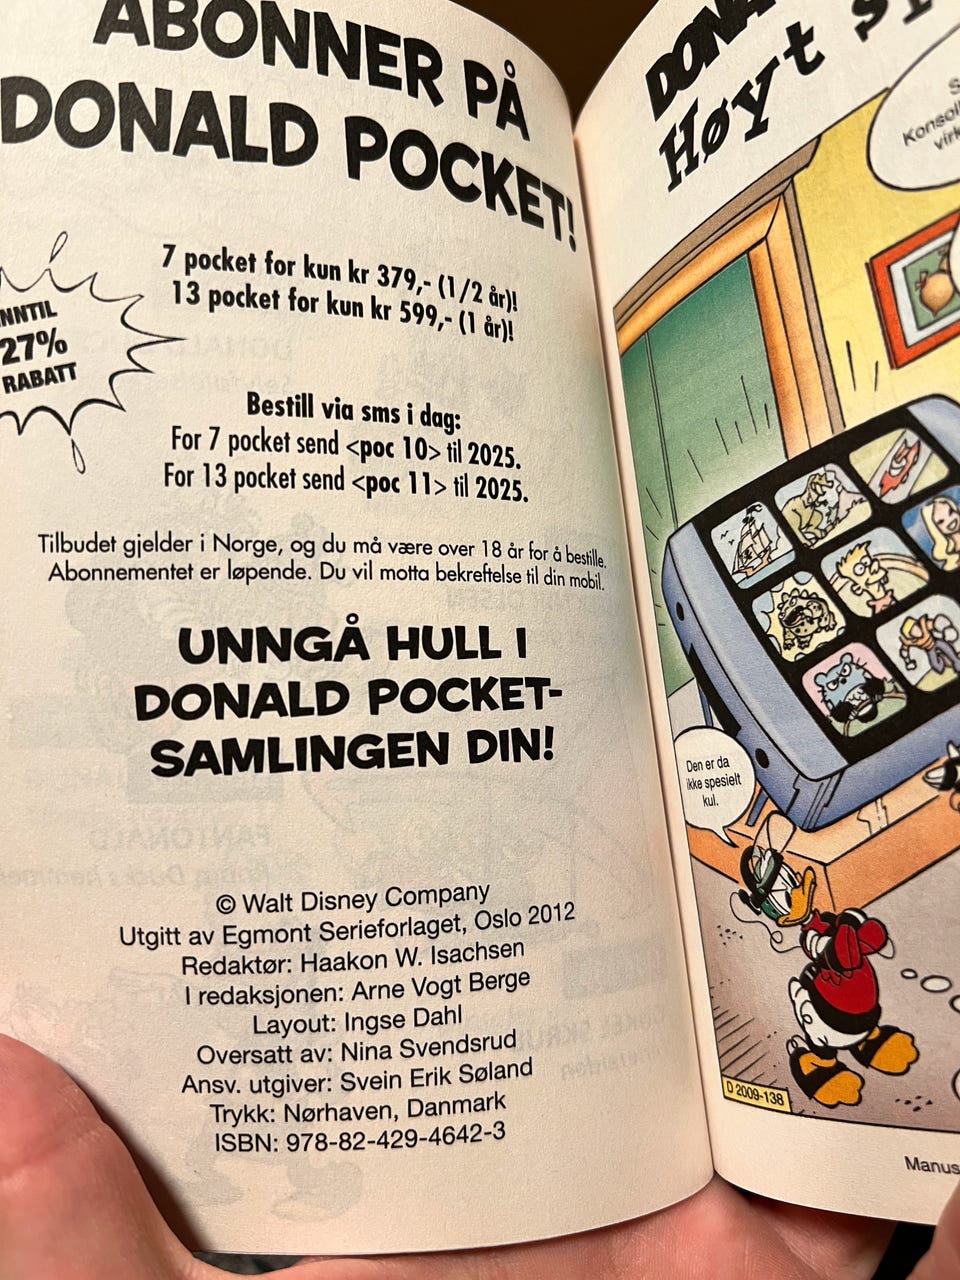 ABONNER PÅ
DONALD POCKET!
7 pocket for kun kr 379,- (1/2 år)!
13 pocket for kun kr 599,- (1 år)!
INNTIL
27%
RABATT
Bestill via sms i dag:
For 7 pocket send <poc 10> til 2025.
For 13 pocket send <poc 11> til 2025.
Tilbudet gjelder i Norge, og du må være over 18 år for å bestille.
Abonnementet er løpende. Du vil motta bekreftelse til din mobil.
UNNGÅ HULL I
DONALD POCKET-
SAMLINGEN DIN!
© Walt Disney Company
Utgitt av Egmont Serieforlaget, Oslo 2012
Redaktør: Haakon W. Isachsen
I redaksjonen: Arne Vogt Berge
Layout: Ingse Dahl
Oversatt av: Nina Svendsrud
Ansv. utgiver: Svein Erik Søland
Trykk: Nørhaven, Danmark
ISBN: 978-82-429-4642-3
DONA
Høyt sp
Konsoll
virk
Den er da
ikke spesielt
kul.
D 2009-138
Manus